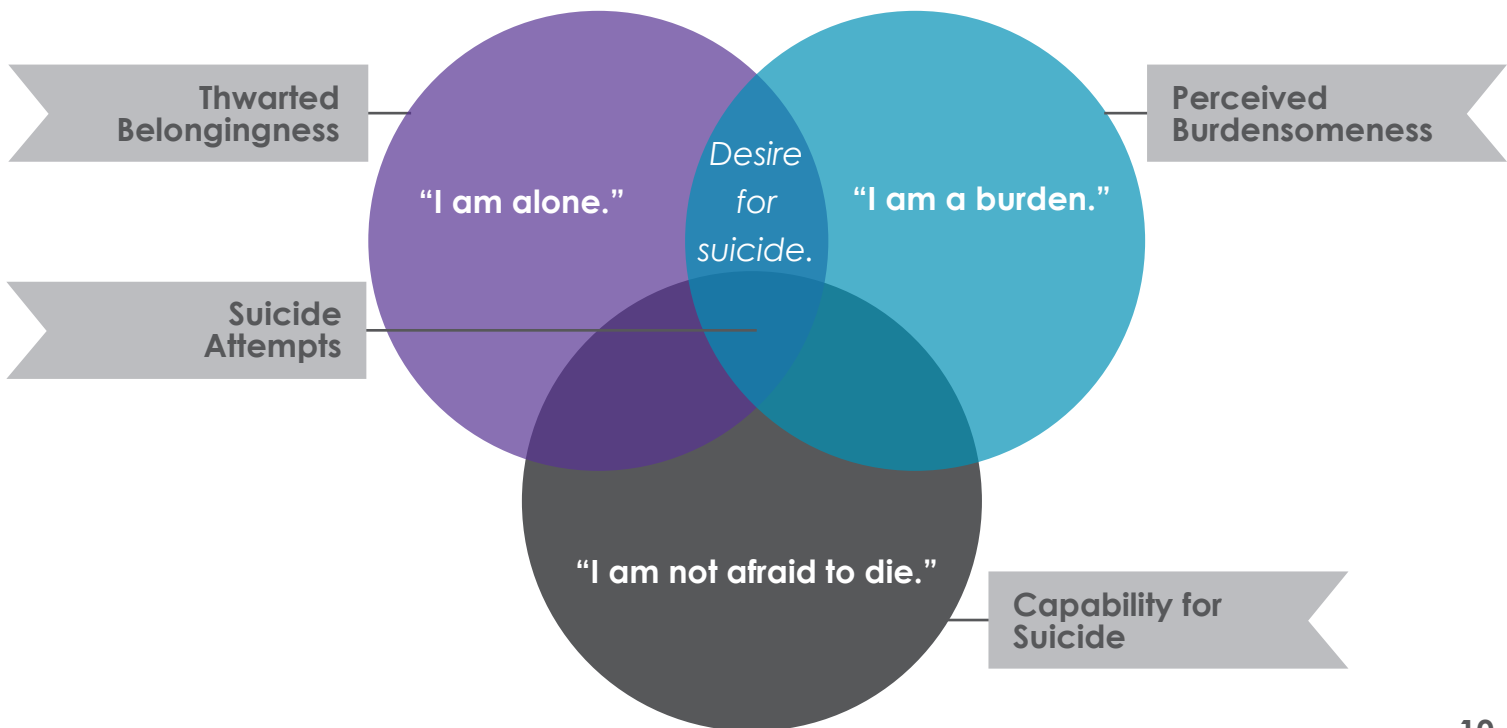 Thwarted
Belongingness
Perceived
Burdensomeness
Desire
for
suicide.
“I am alone.”
“I am a burden.”
Suicide
Attempts
“I am not afraid to die.”
Capability for
Suicide